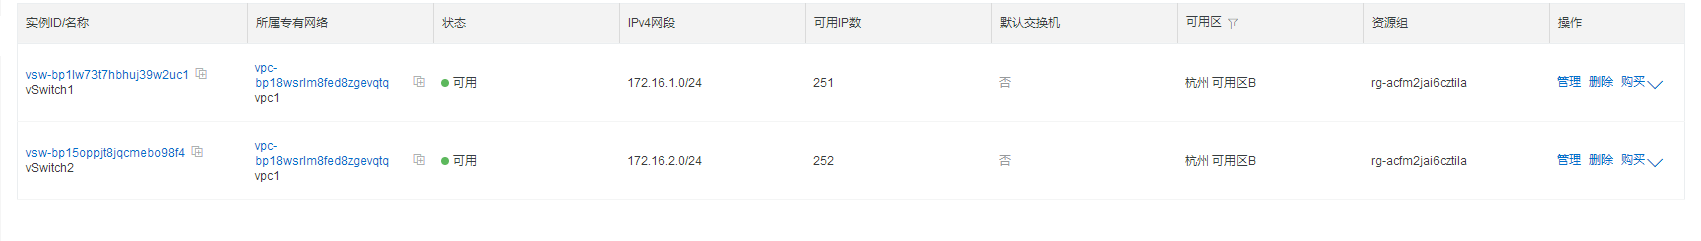 实例ID/名称 所属专有网络 状态 IPv4网段 可用IP数 默认交换机 可用区 资源组 操作
vsw-bp1lw73t7hbhuj39w2uc1
vSwitch1
vpc-
bp18wsrlm8fed8zgevqtq
vpc1
可用 172.16.1.0/24 251 否 杭州 可用区B rg-acfm2jai6cztila 管理 删除 购买
vsw-bp15oppjt8jqcmebo98f4
vSwitch2
vpc-
bp18wsrlm8fed8zgevqtq
vpc1
可用 172.16.2.0/24 252 否 杭州 可用区B rg-acfm2jai6cztila 管理 删除 购买